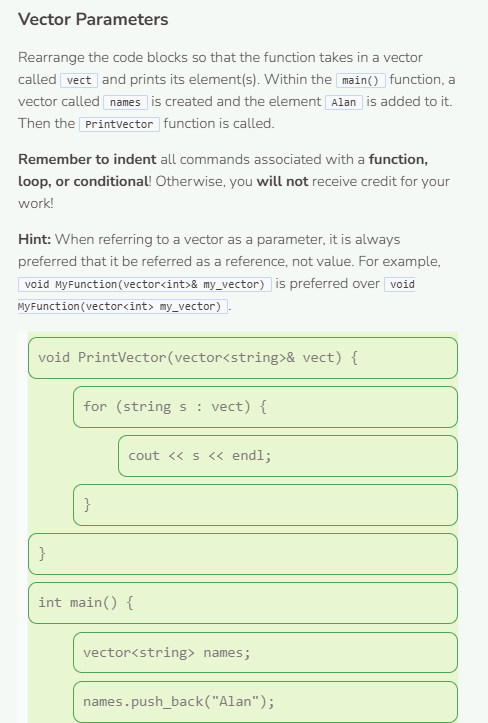 Vector Parameters
Rearrange the code blocks so that the function takes in a vector
called vect and prints its element(s). Within the main() function, a
vector called names is created and the element Alan is added to it.
Then the PrintVector function is called.
Remember to indent all commands associated with a function,
loop, or conditional! Otherwise, you will not receive credit for your
work!
Hint: When referring to a vector as a parameter, it is always
preferred that it be referred as a reference, not value. For example,
void MyFunction(vector<int>& my_vector) is preferred over void
MyFunction(vector<int> my_vector).
void PrintVector(vector<string>& vect) {
for (string s : vect) {
cout << s << endl;
}
}
int main() {
vector<string> names;
names.push_back("Alan");